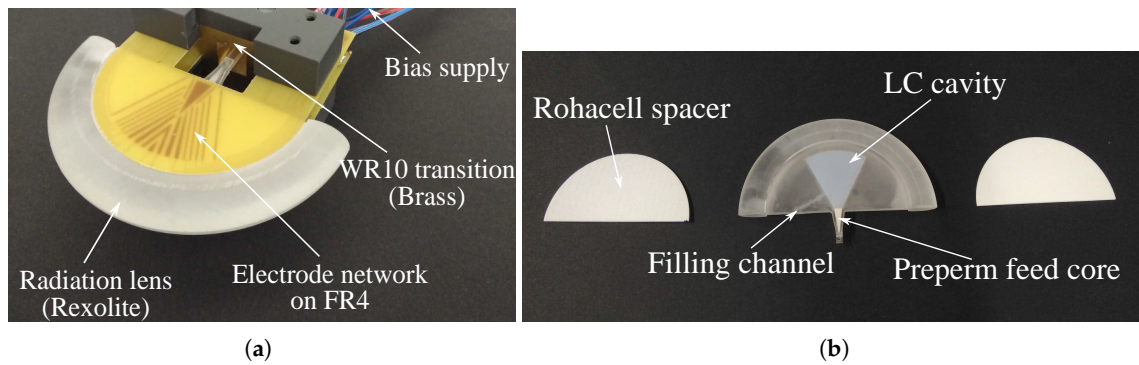 Bias supply
WR10 transition
(Brass)
Radiation lens
(Rexolite)
Electrode network
on FR4
(a)
LC cavity
Rohacell spacer
Filling channel
Preperm feed core
(b)